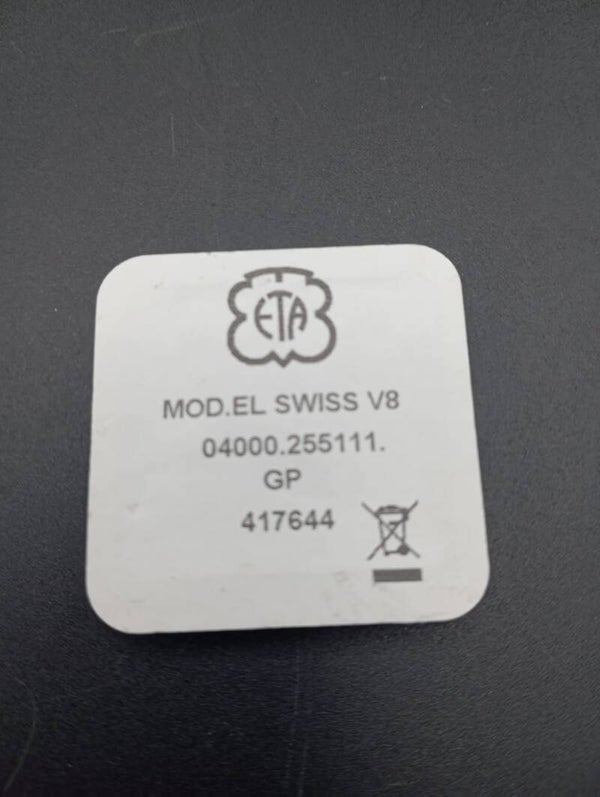 ETA
MOD.EL SWISS V8
04000.255111.
GP
417644